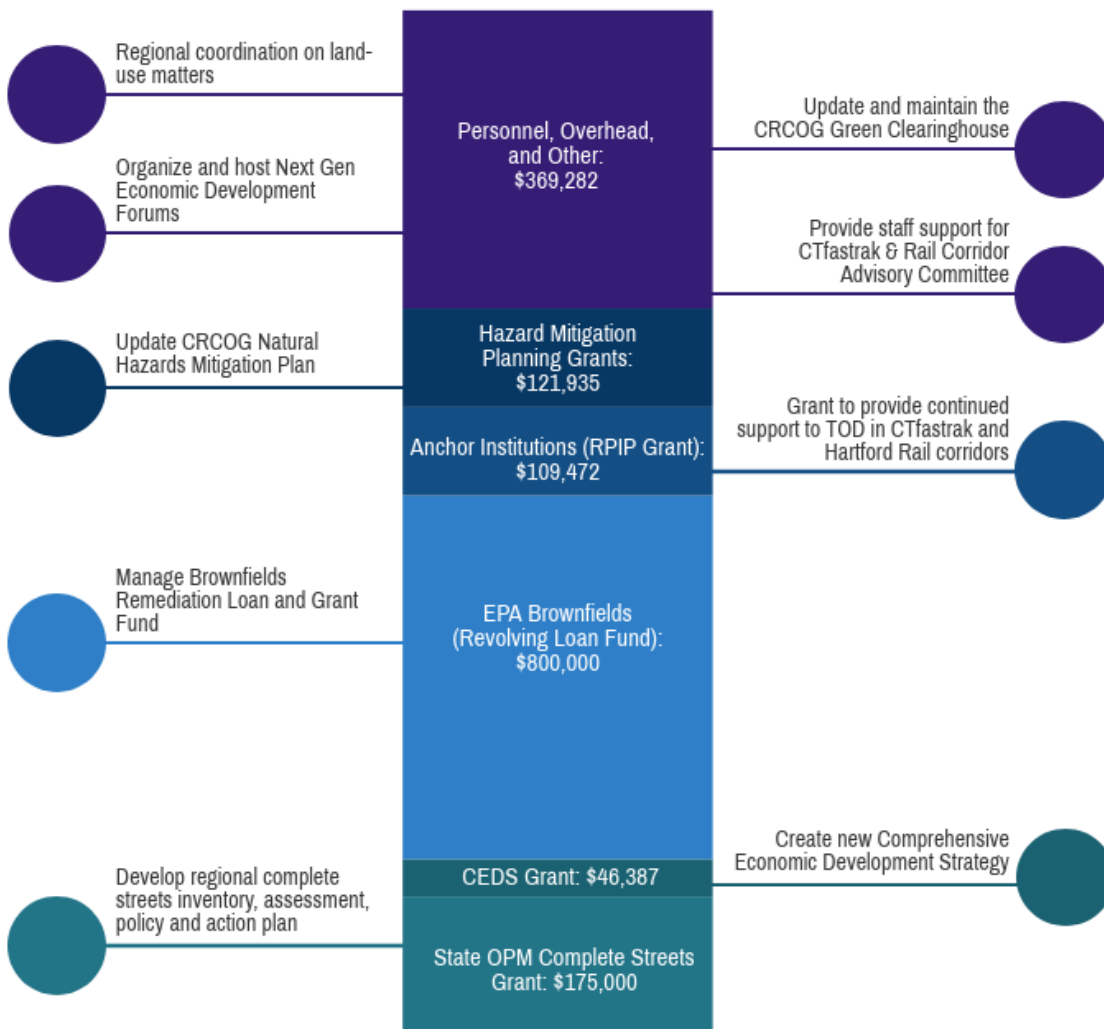 Regional coordination on land-
use matters
Organize and host Next Gen
Economic Development
Forums
Update CRCOG Natural
Hazards Mitigation Plan
Manage Brownfields
Remediation Loan and Grant
Fund
Develop regional complete
streets inventory, assessment,
policy and action plan
Personnel, Overhead,
and Other:
$369,282
Hazard Mitigation
Planning Grants:
$121,935
Anchor Institutions (RPIP Grant):
$109,472
EPA Brownfields
(Revolving Loan Fund):
$800,000
CEDS Grant: $46,387
State OPM Complete Streets
Grant: $175,000
Update and maintain the
CRCOG Green Clearinghouse
Provide staff support for
CTfastrak & Rail Corridor
Advisory Committee
Grant to provide continued
support to TOD in CTfastrak and
Hartford Rail corridors
Create new Comprehensive
Economic Development Strategy